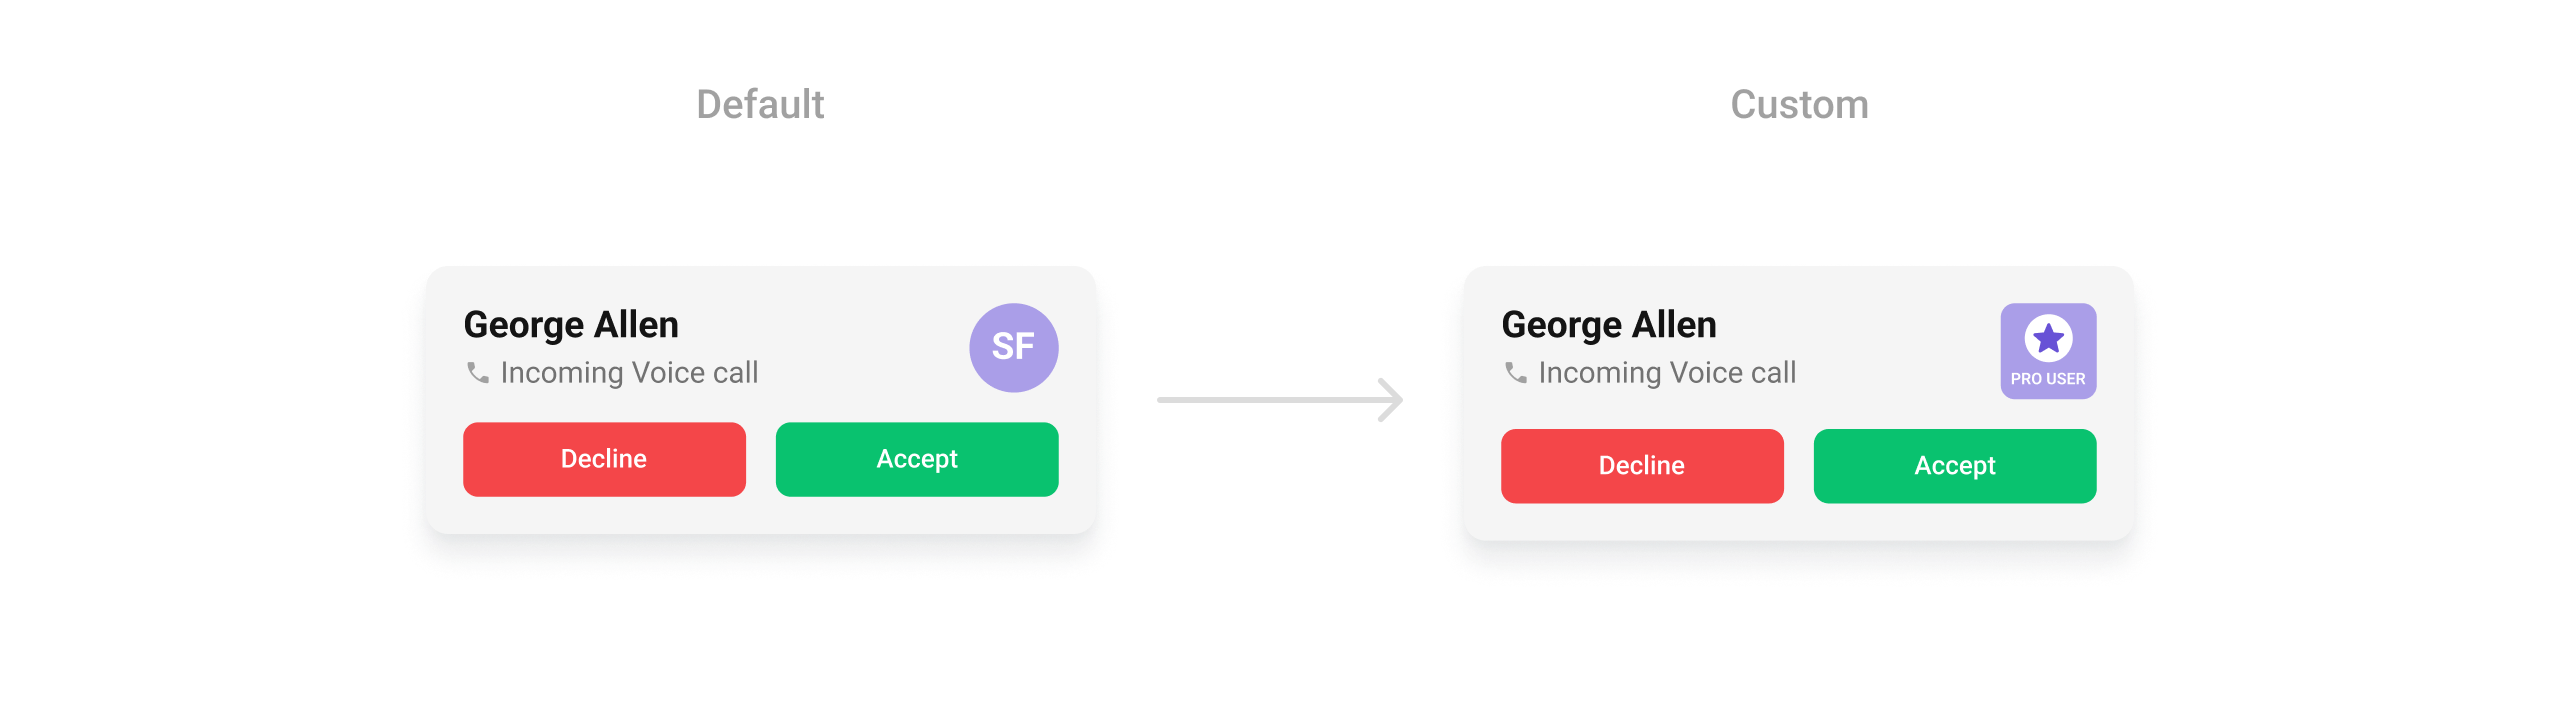 Default
George Allen
Incoming Voice call
SF
Decline
Accept
Custom
George Allen
Incoming Voice call
PRO USER
Decline
Accept